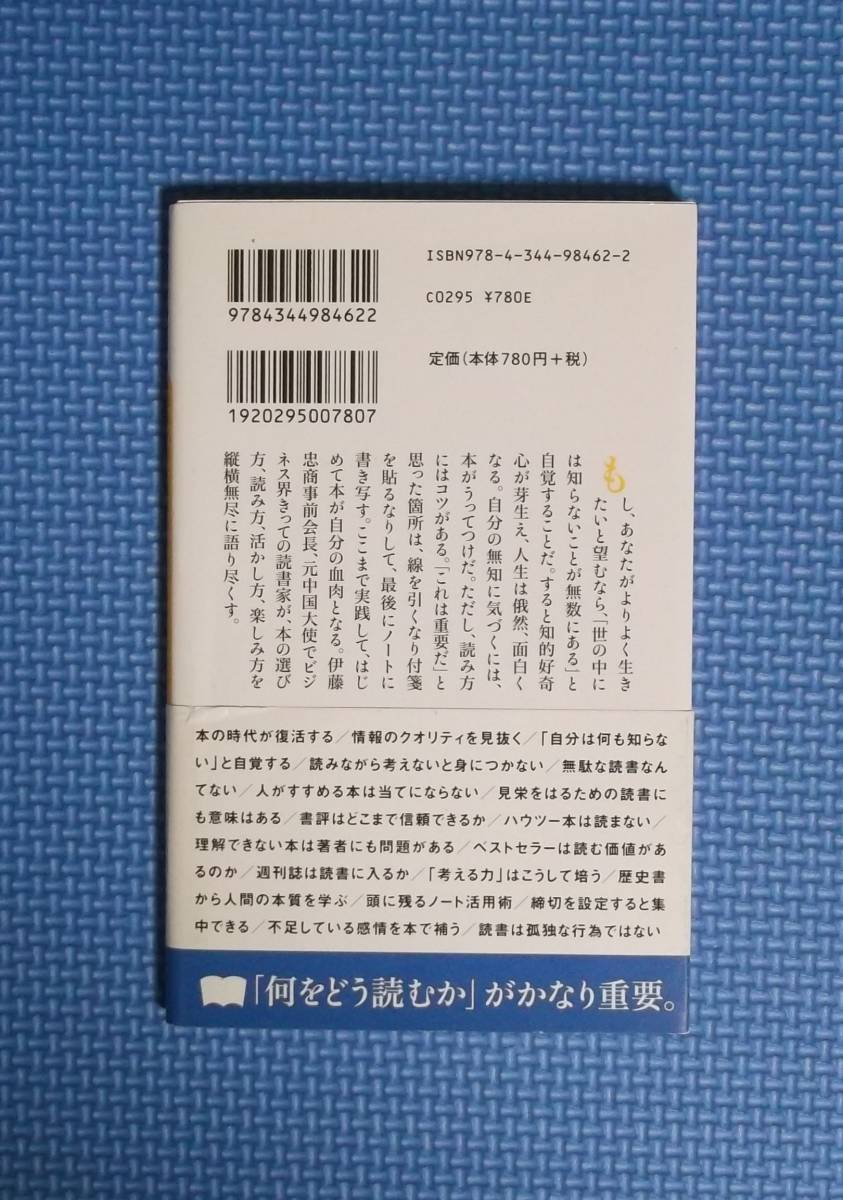 ISBN978-4-344-98462-2
C0295 ¥780E
定価(本体780円+税)
9784344984622
1920295007807
もし、あなたがよりよく生き
たいと望むなら、「世の中に
は知らないことが無数にある」と
自覚することだ。すると知的好奇
心が芽生え、人生は俄然、面白く
なる。自分の無知に気づくには、
本がうってつけだ。ただし、読み方
にはコツがある。「これは重要だ」と
思った箇所は、線を引くなり付箋
を貼るなりして、最後にノートに
書き写す。ここまで実践して、はじ
めて本が自分の血肉となる。伊藤
忠商事前会長、元中国大使でビジ
ネス界きっての読書家が、本の選び
方、読み方、活かし方、楽しみ方を
縦横無尽に語り尽くす。
本の時代が復活する/情報のクオリティを見抜く/「自分は何も知らな
い」と自覚する/読みながら考えないと身につかない/無駄な読書なん
てない/人がすすめる本は当てにならない/見栄をはるための読書に
も意味はある/書評はどこまで信頼できるか/ハウツー本は読まない/
理解できない本は著者にも問題がある/ベストセラーは読む価値があ
るのか/週刊誌は読書に入るか/「考える力」はこうして培う/歴史書
から人間の本質を学ぶ/頭に残るノート活用術/締切を設定すると集
中できる/不足している感情を本で補う/読書は孤独な行為ではない
「何をどう読むか」がかなり重要。